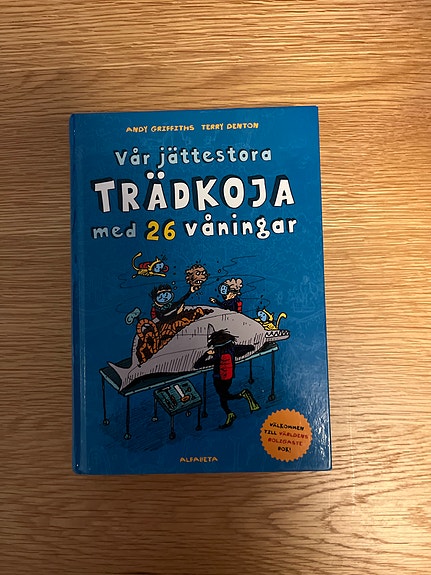 ANDY GRIFFITHS TERRY DENTON
Vår jättestora
TRÄDKOJA
med 26 våningar
VÄLKOMMEN
TILL VÄRLDENS
ROLIGASTE
BOK!
ALFABETA